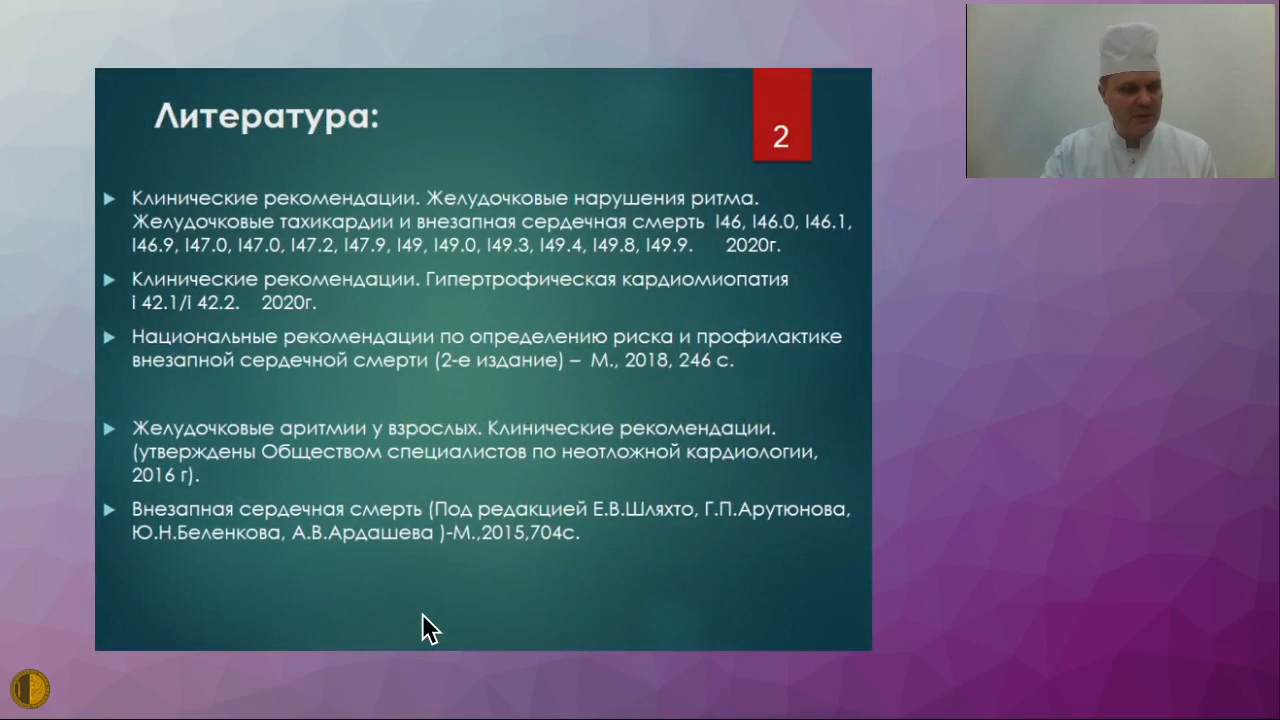 Литература:
2
Клинические рекомендации. Желудочковые нарушения ритма.
Желудочковые тахикардии и внезапная сердечная смерть I46, I46.0, I46.1,
I46.9, I47.0, I47.0, I47.2, I47.9, I49, I49.0, I49.3, I49.4, I49.8, I49.9. 2020г.
Клинические рекомендации. Гипертрофическая кардиомиопатия
i 42.1/i 42.2. 2020г.
Национальные рекомендации по определению риска и профилактике
внезапной сердечной смерти (2-е издание) – М., 2018, 246 с.
Желудочковые аритмии у взрослых. Клинические рекомендации.
(утверждены Обществом специалистов по неотложной кардиологии,
2016 г).
Внезапная сердечная смерть (Под редакцией Е.В.Шляхто, Г.П.Арутюнова,
Ю.Н.Беленкова, А.В.Ардашева )-М.,2015,704с.